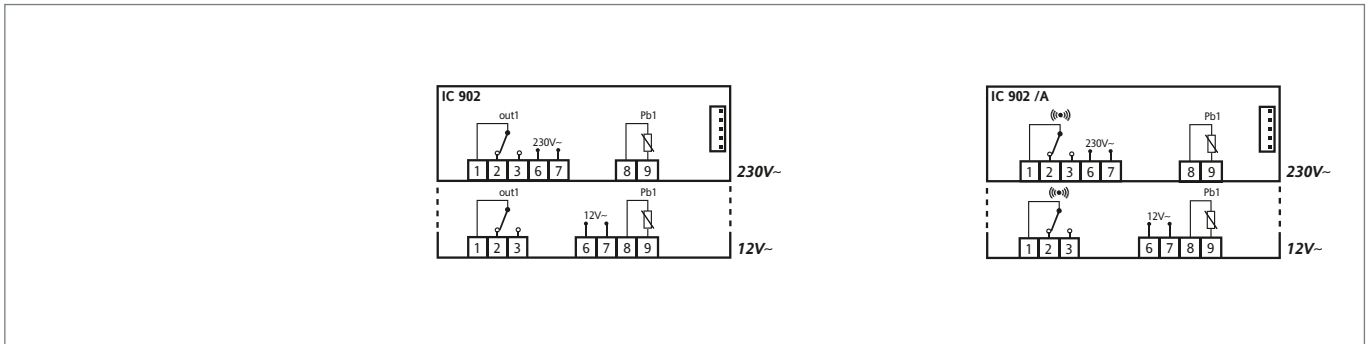 IC 902
out1
Pb1
230V~
1 2 3 6 7
8 9
230V~
out1
Pb1
12V~
1 2 3
6 7 8 9
12V~
IC 902 /A
Pb1
230V~
1 2 3 6 7
8 9
230V~
Pb1
12V~
1 2 3
6 7 8 9
12V~